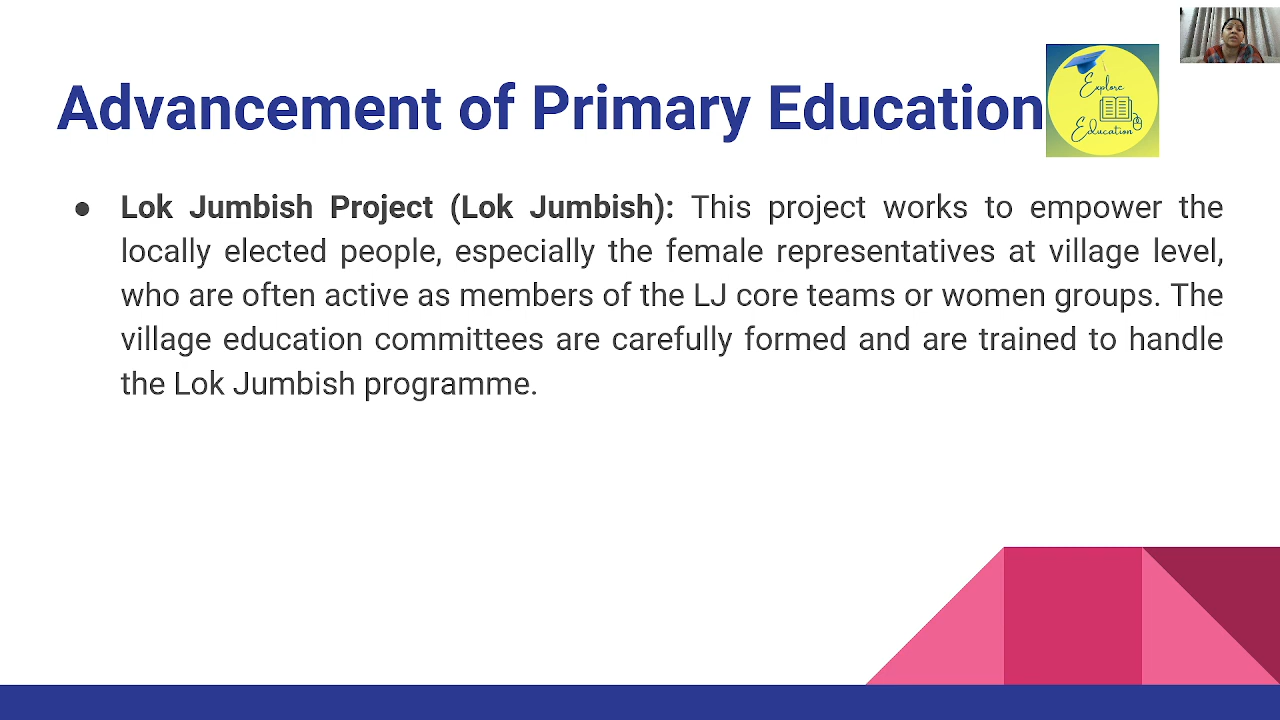 Advancement of Primary Education
Explore
Education
● Lok Jumbish Project (Lok Jumbish): This project works to empower the
locally elected people, especially the female representatives at village level,
who are often active as members of the LJ core teams or women groups. The
village education committees are carefully formed and are trained to handle
the Lok Jumbish programme.